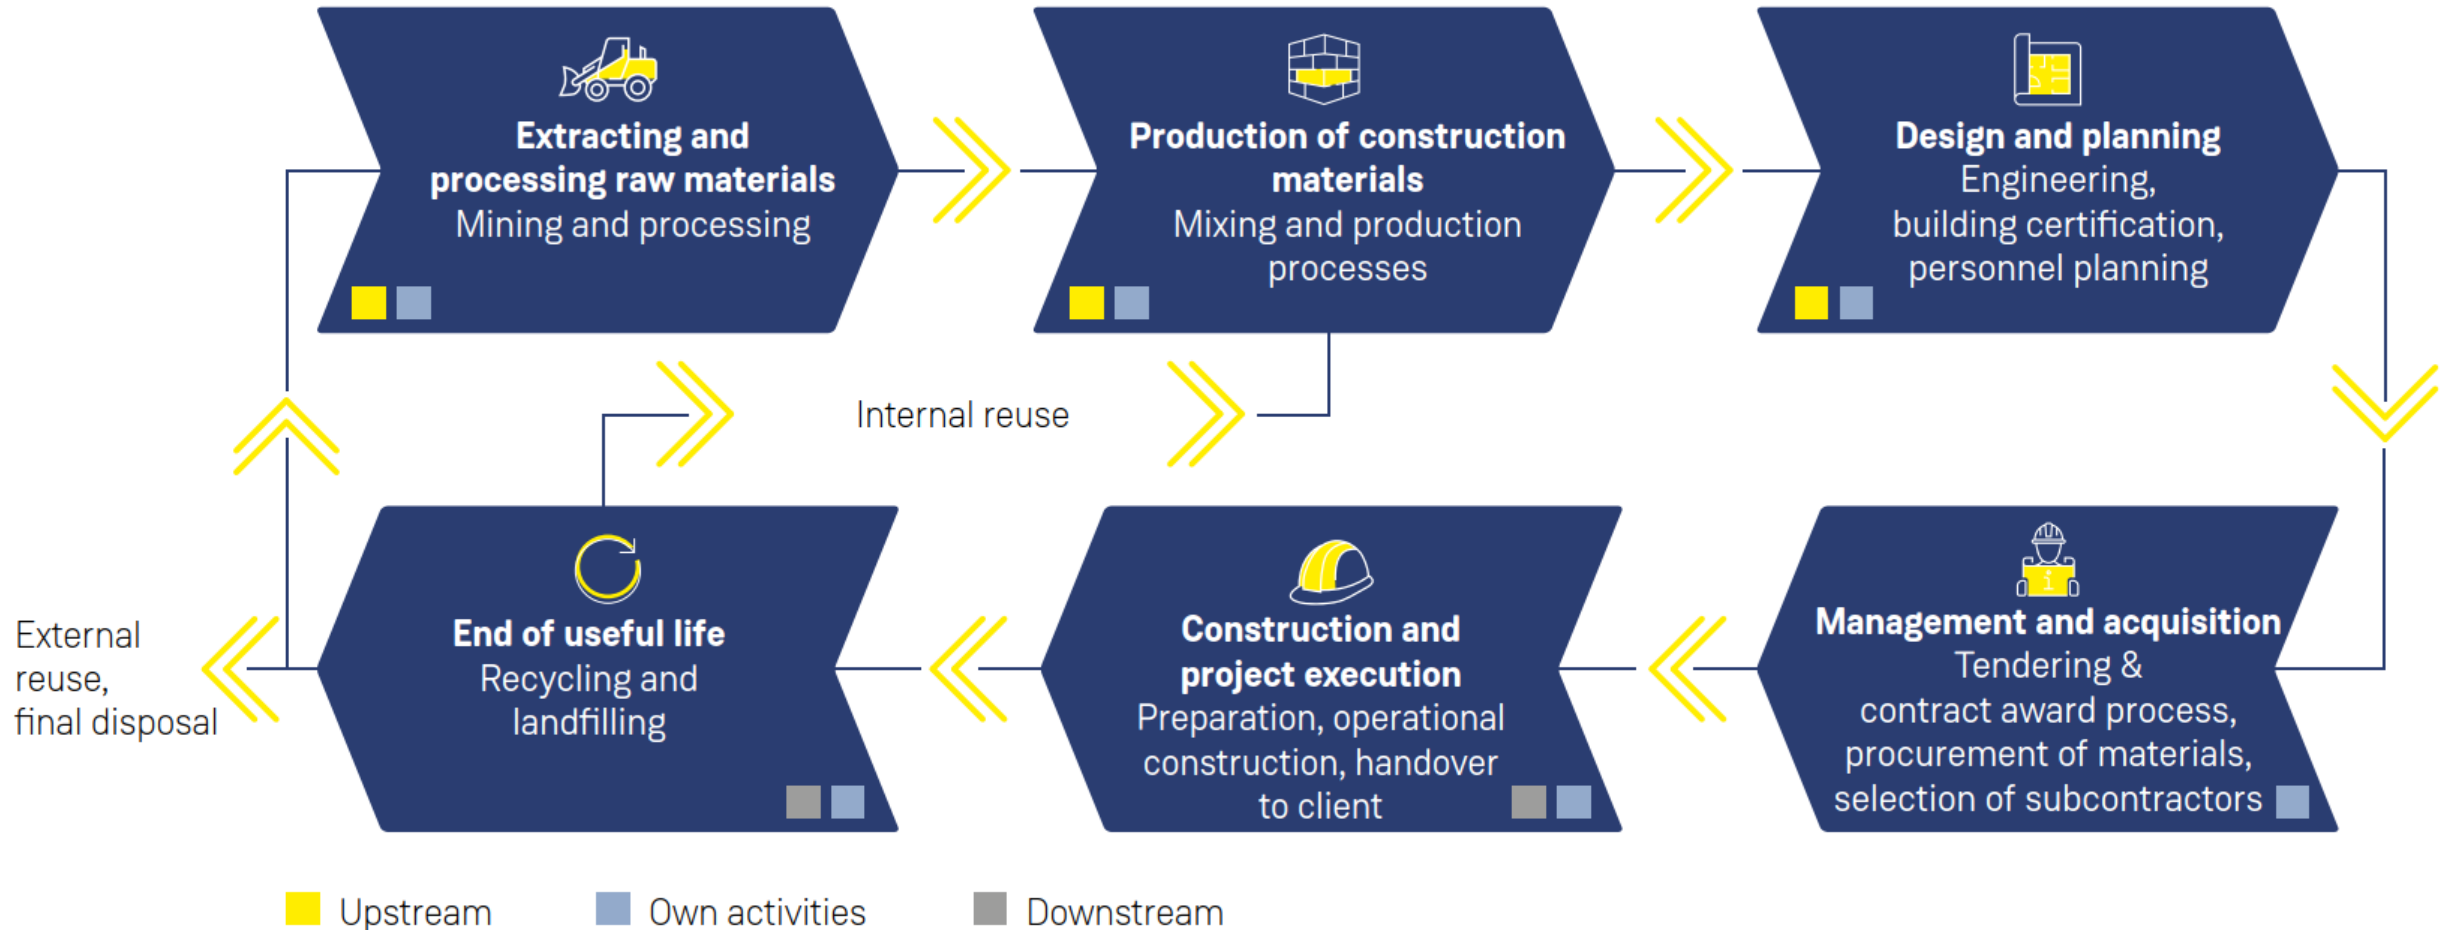 Extracting and
processing raw materials
Mining and processing
Production of construction
materials
Mixing and production
processes
Design and planning
Engineering,
building certification,
personnel planning
Internal reuse
External
reuse,
final disposal
End of useful life
Recycling and
landfilling
Construction and
project execution
Preparation, operational
construction, handover
to client
i
Management and acquisition
Tendering &
contract award process,
procurement of materials,
selection of subcontractors
Upstream
Own activities
Downstream